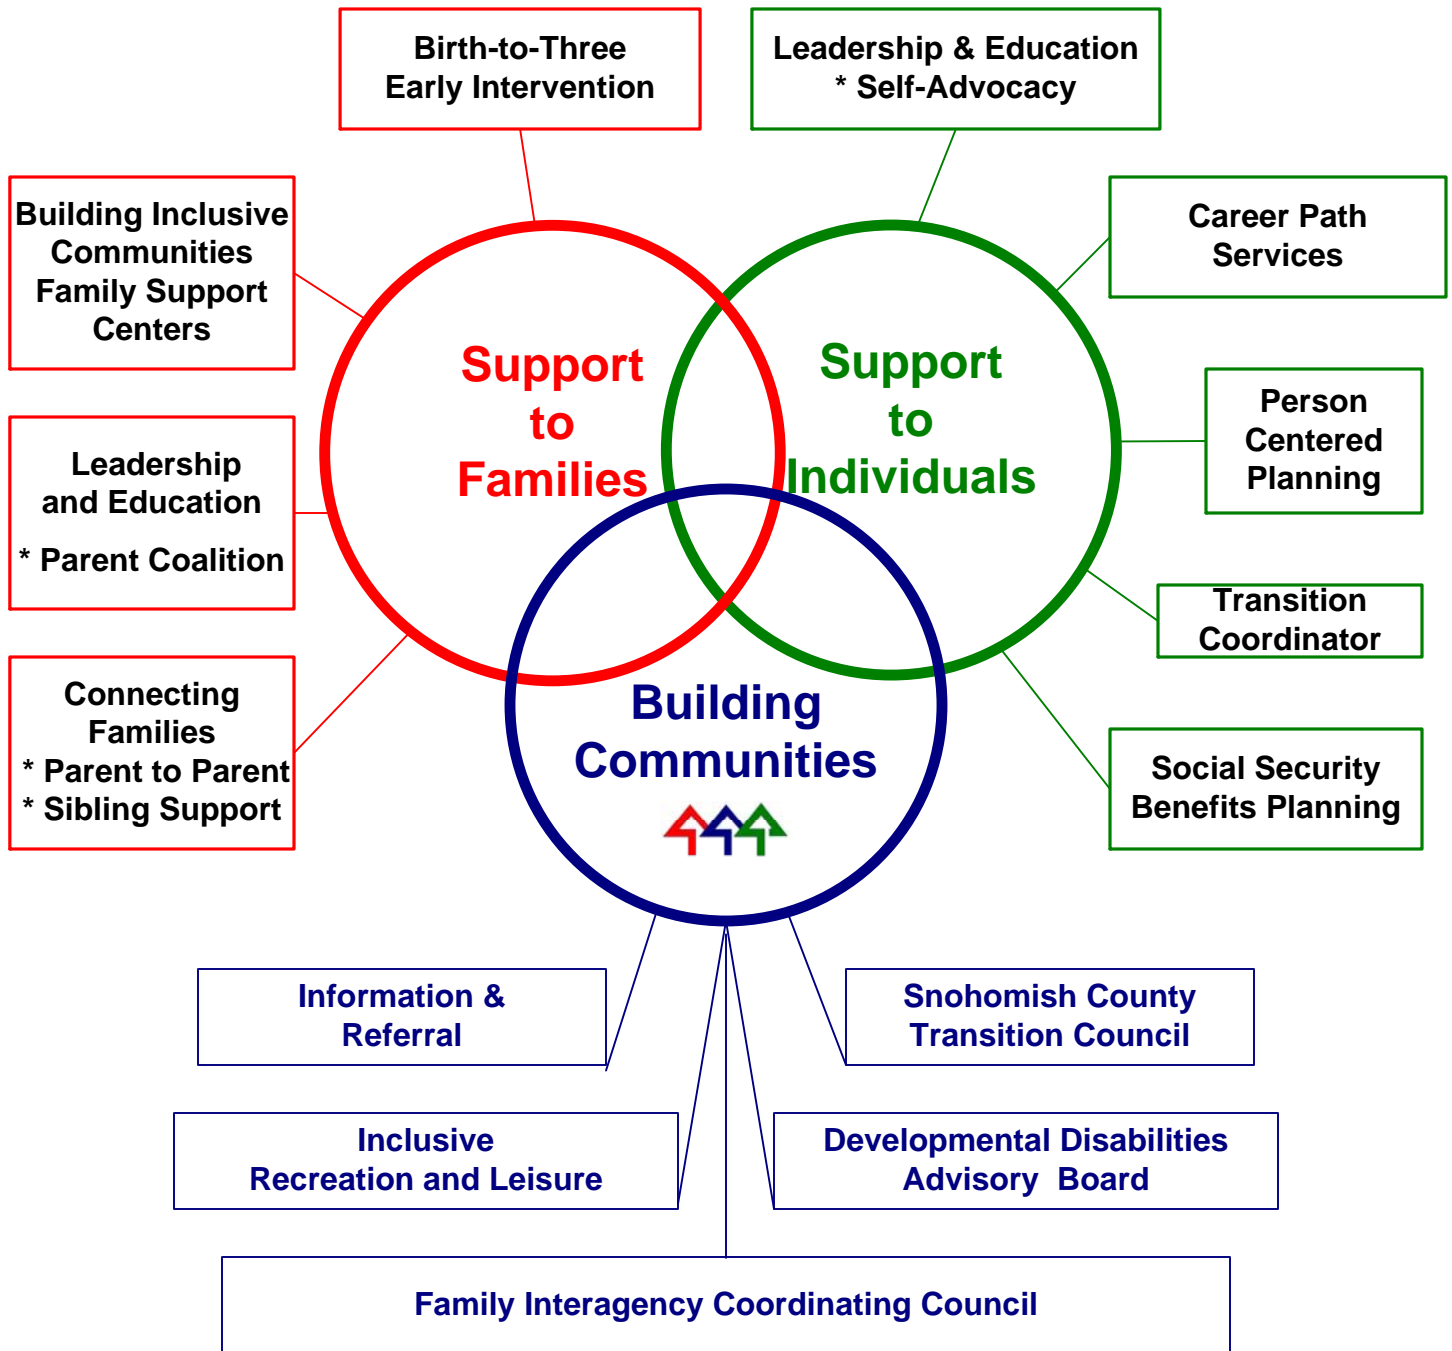 Birth-to-Three
Early Intervention
Leadership & Education
* Self-Advocacy
Building Inclusive
Communities
Family Support
Centers
Career Path
Services
Support
to
Families
Support
to
Individuals
Person
Centered
Planning
Leadership
and Education
* Parent Coalition
Transition
Coordinator
Connecting
Families
* Parent to Parent
* Sibling Support
Building
Communities
Social Security
Benefits Planning
Information &
Referral
Snohomish County
Transition Council
Inclusive
Recreation and Leisure
Developmental Disabilities
Advisory  Board
Family Interagency Coordinating Council